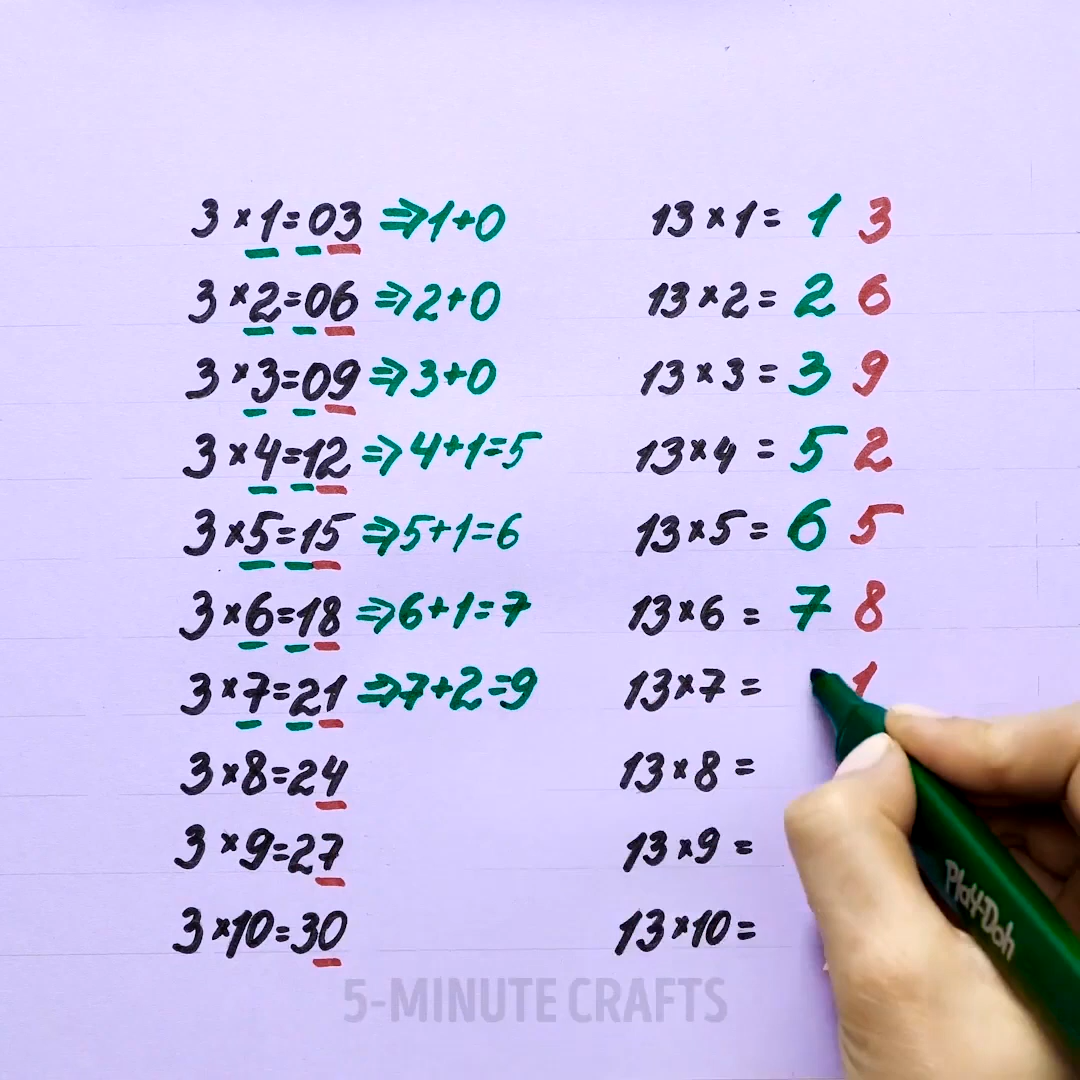 3 × 1 = 03 ⇒ 1+0
13 × 1 = 1 3
3 × 2 = 06 ⇒ 2+0
13 × 2 = 2 6
3 × 3 = 09 ⇒ 3+0
13 × 3 = 3 9
3 × 4 = 12 ⇒ 4+1=5
13 × 4 = 5 2
3 × 5 = 15 ⇒ 5+1=6
13 × 5 = 6 5
3 × 6 = 18 ⇒ 6+1=7
13 × 6 = 7 8
3 × 7 = 21 ⇒ 7+2=9
13 × 7 = 1
3 × 8 = 24
13 × 8 =
3 × 9 = 27
13 × 9 =
3 × 10 = 30
13 × 10 =
Play-Doh
5-MINUTE CRAFTS